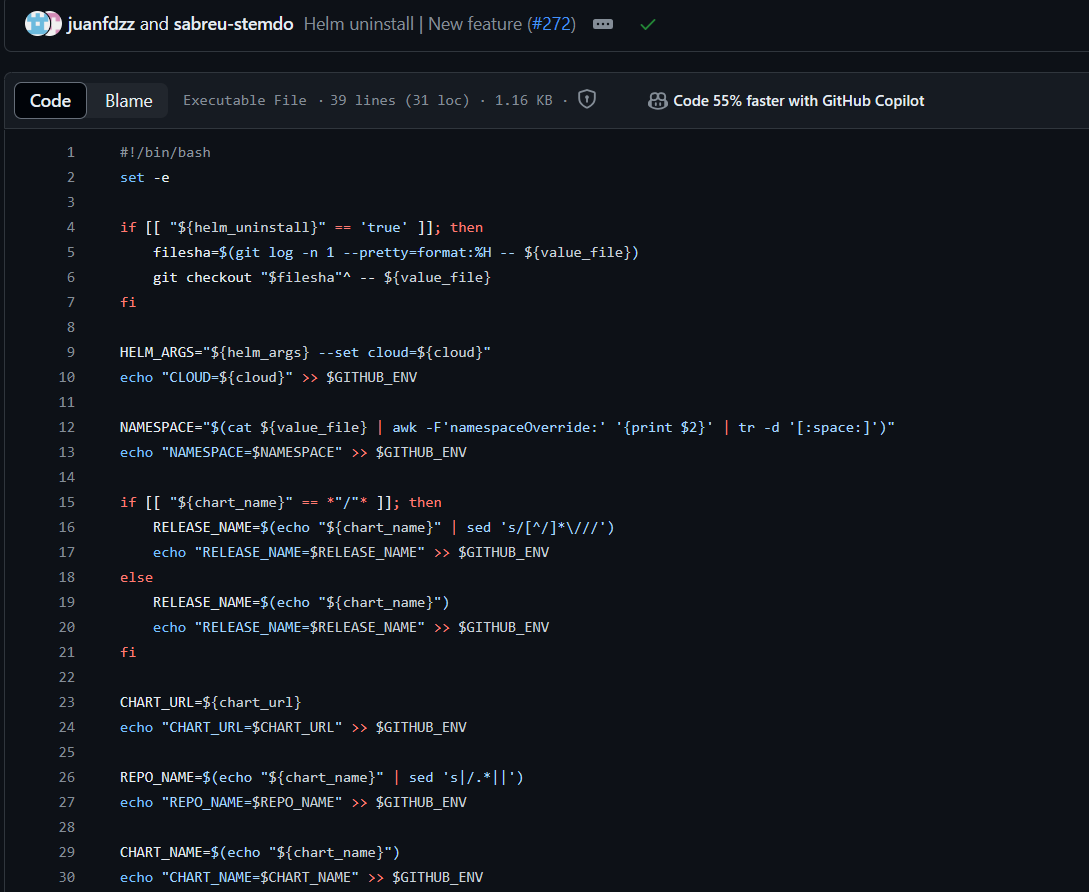 juanfdzz and sabreu-stemdo Helm uninstall | New feature (#272)
Code Blame Executable File · 39 lines (31 loc) · 1.16 KB · Code 55% faster with GitHub Copilot
1 #!/bin/bash
2 set -e
3
4 if [[ "${helm_uninstall}" == 'true' ]]; then
5 filesha=$(git log -n 1 --pretty=format:%H -- ${value_file})
6 git checkout "$filesha"^ -- ${value_file}
7 fi
8
9 HELM_ARGS="${helm_args} --set cloud=${cloud}"
10 echo "CLOUD=${cloud}" >> $GITHUB_ENV
11
12 NAMESPACE="$(cat ${value_file} | awk -F'namespaceOverride:' '{print $2}' | tr -d '[:space:]')"
13 echo "NAMESPACE=$NAMESPACE" >> $GITHUB_ENV
14
15 if [[ "${chart_name}" == *"/"* ]]; then
16 RELEASE_NAME=$(echo "${chart_name}" | sed 's/[^/]*\///')
17 echo "RELEASE_NAME=$RELEASE_NAME" >> $GITHUB_ENV
18 else
19 RELEASE_NAME=$(echo "${chart_name}")
20 echo "RELEASE_NAME=$RELEASE_NAME" >> $GITHUB_ENV
21 fi
22
23 CHART_URL=${chart_url}
24 echo "CHART_URL=$CHART_URL" >> $GITHUB_ENV
25
26 REPO_NAME=$(echo "${chart_name}" | sed 's|/.*||')
27 echo "REPO_NAME=$REPO_NAME" >> $GITHUB_ENV
28
29 CHART_NAME=$(echo "${chart_name}")
30 echo "CHART_NAME=$CHART_NAME" >> $GITHUB_ENV